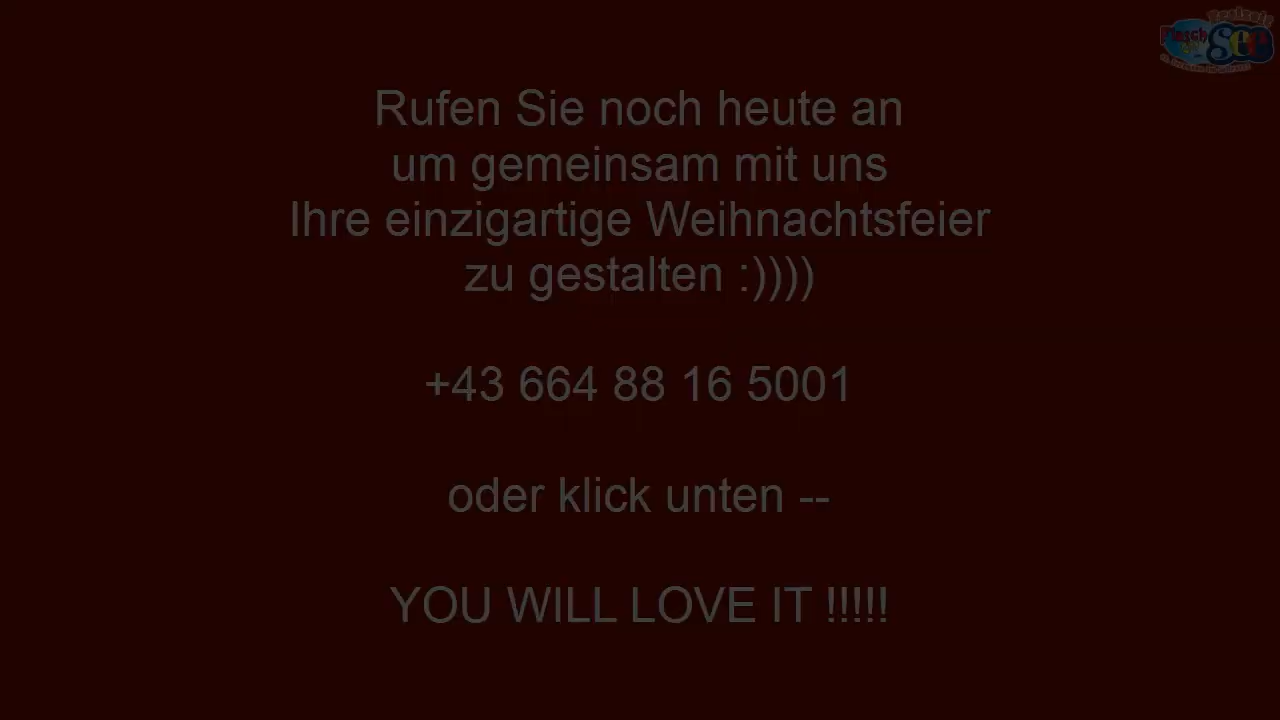 Rufen Sie noch heute an
um gemeinsam mit uns
Ihre einzigartige Weihnachtsfeier
zu gestalten :))))
+43 664 88 16 5001
oder klick unten --
YOU WILL LOVE IT !!!!!
See